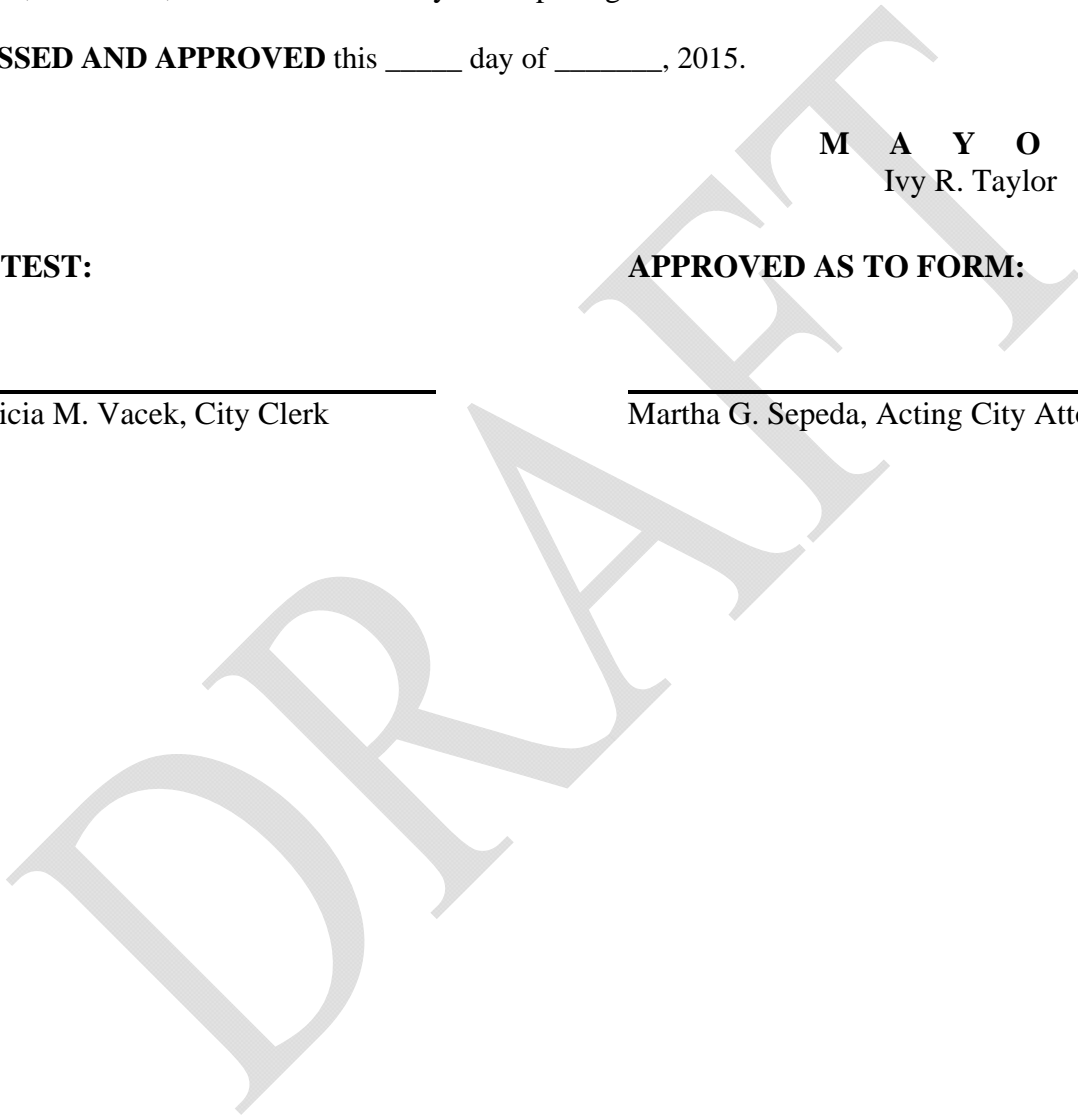 SSED AND APPROVED this _____ day of _______, 2015.
M A Y O
Ivy R. Taylor
TEST: APPROVED AS TO FORM:
icia M. Vacek, City Clerk Martha G. Sepeda, Acting City Att
DRAFT